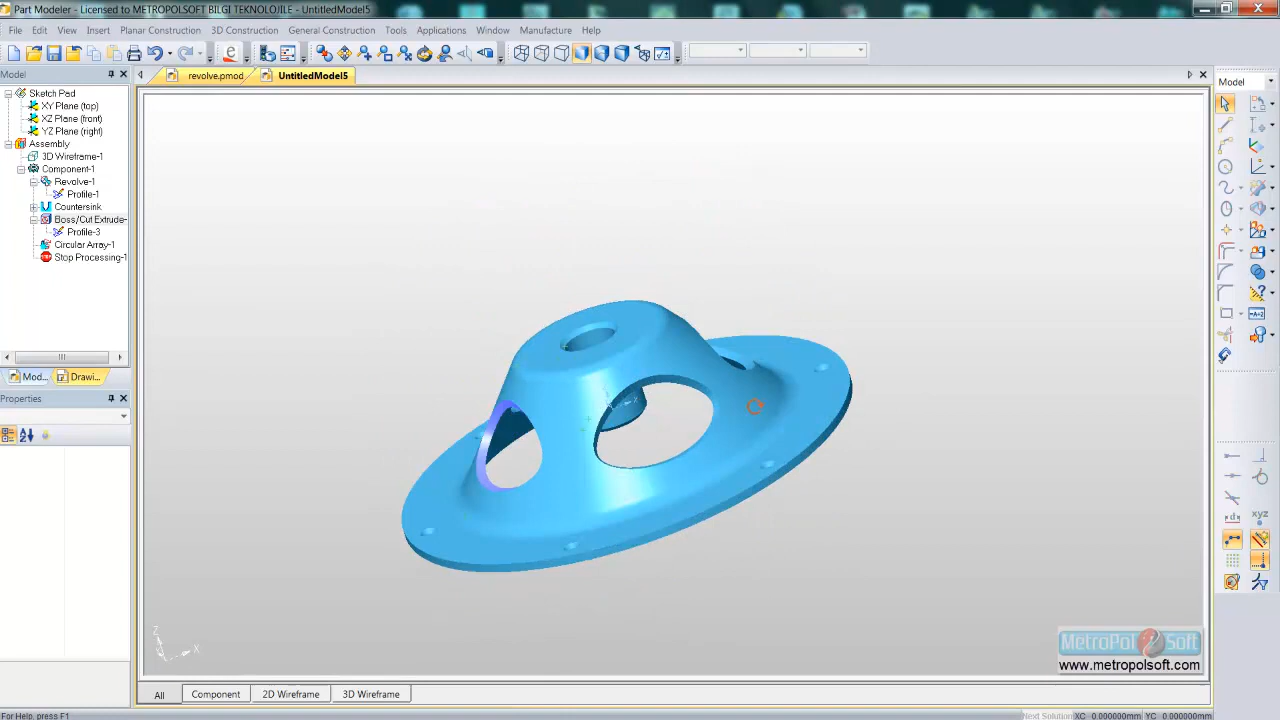 Part Modeler - Licensed to METROPOLSOFT BILGI TEKNOLOJILE - UntitledModel5
File Edit View Insert Planar Construction 3D Construction General Construction Tools Applications Window Manufacture Help
Model
revolve.pmod
UntitledModel5
Model
Sketch Pad
XY Plane (top)
XZ Plane (front)
YZ Plane (right)
Assembly
3D Wireframe-1
Component-1
Revolve-1
Profile-1
Countersink
Boss/Cut Extrude-
Profile-3
Circular Array-1
Stop Processing-1
Mod... Drawi...
Properties
Z
X
X
MetroPol Soft
www.metropolsoft.com
All Component 2D Wireframe 3D Wireframe
For Help, press F1
Next Solution XC 0.000000mm YC 0.000000mm
xyz